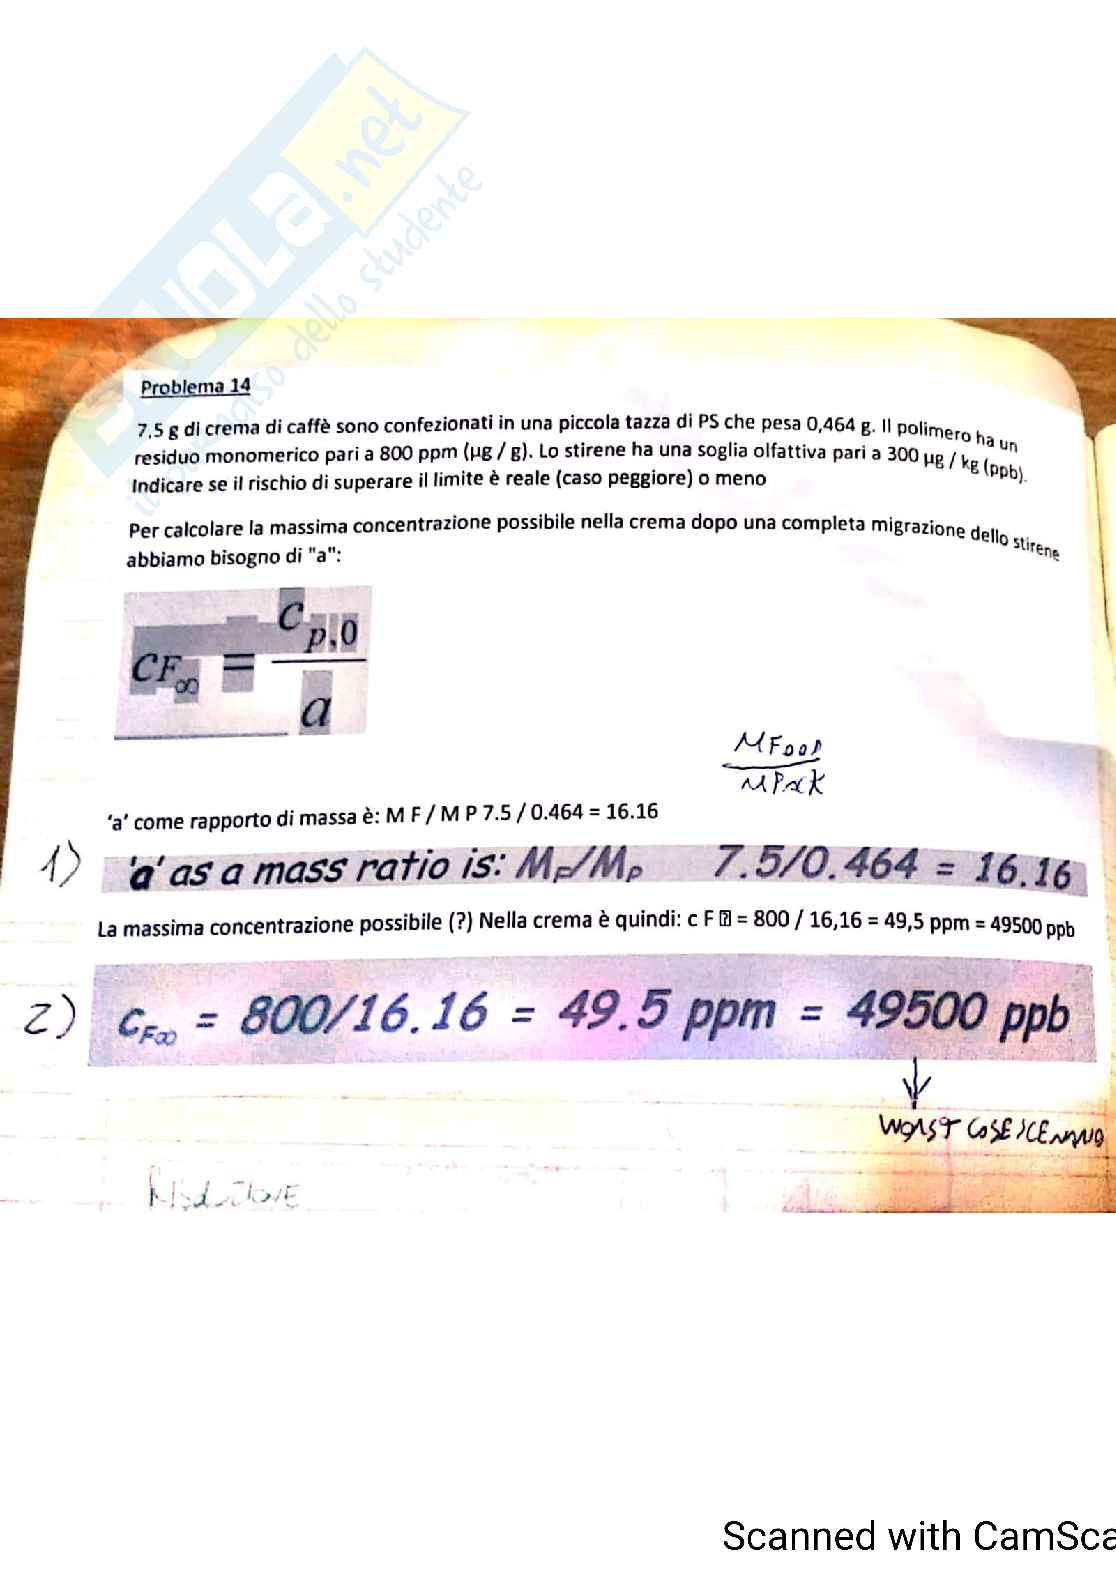 SKUOLA.net
il paradiso dello studente
Problema 14
7,5 g di crema di caffè sono confezionati in una piccola tazza di PS che pesa 0,464 g. Il polimero ha un
residuo monomerico pari a 800 ppm (µg / g). Lo stirene ha una soglia olfattiva pari a 300 µg / kg (ppb).
Indicare se il rischio di superare il limite è reale (caso peggiore) o meno
Per calcolare la massima concentrazione possibile nella crema dopo una completa migrazione dello stirene
abbiamo bisogno di "a":
CF∞ = Cp,0 / a
MFOOD
MPACK
'a' come rapporto di massa è: M F / M P 7.5 / 0.464 = 16.16
1) 'a' as a mass ratio is: MF/MP 7.5/0.464 = 16.16
La massima concentrazione possibile (?) Nella crema è quindi: c F = 800 / 16,16 = 49,5 ppm = 49500 ppb
2) CF∞ = 800/16.16 = 49.5 ppm = 49500 ppb
WORST CASE SCENARIO
Scanned with CamSca